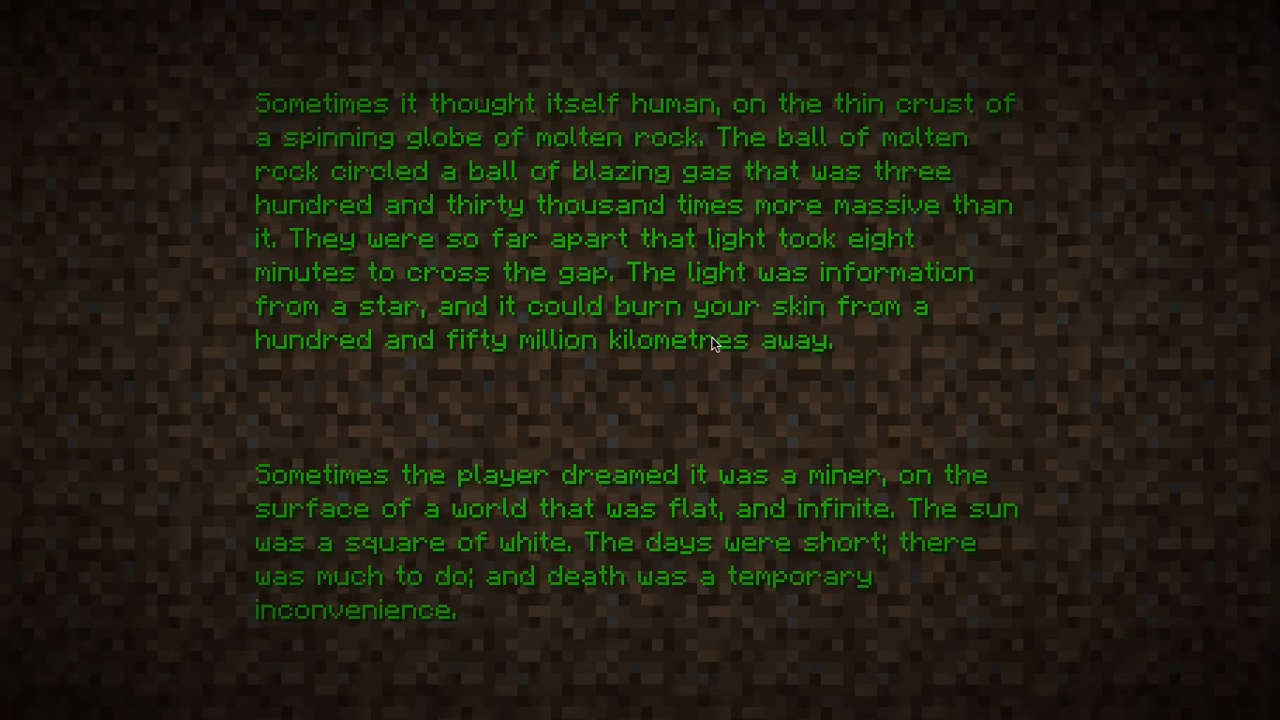 Sometimes it thought itself human, on the thin crust of
a spinning globe of molten rock. The ball of molten
rock circled a ball of blazing gas that was three
hundred and thirty thousand times more massive than
it. They were so far apart that light took eight
minutes to cross the gap. The light was information
from a star, and it could burn your skin from a
hundred and fifty million kilometres away.
Sometimes the player dreamed it was a miner, on the
surface of a world that was flat, and infinite. The sun
was a square of white. The days were short; there
was much to do; and death was a temporary
inconvenience.